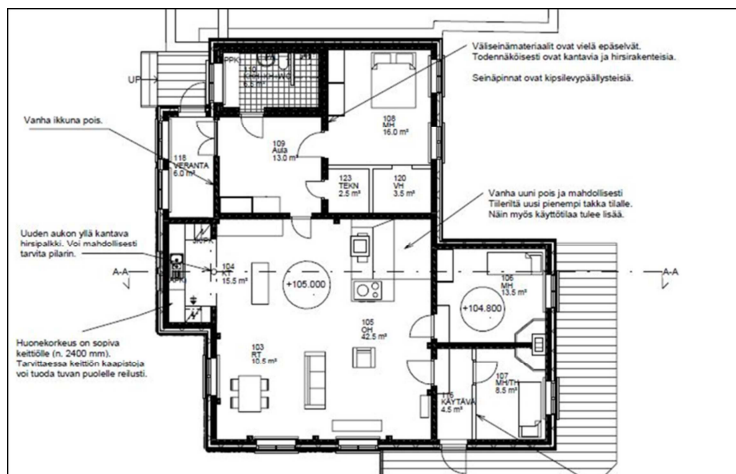 Väliseinämateriaalit ovat vielä epäselvät.
Todennäköisesti ovat kantavia ja hirsirakenteisia.
Seinäpinnat ovat kipsilevypäällysteisiä.
UP
Vanha ikkuna pois.
108
MH
16.0 m²
109
Aula
13.0 m²
118
VERANTA
6.0 m²
123
TEKN
2.5 m²
120
VH
3.5 m²
Vanha uuni pois ja mahdollisesti
Tiileriltä uusi pienempi takka tilalle.
Näin myös käyttötilaa tulee lisää.
Uuden aukon yllä kantava
hirsipalkki. Voi mahdollisesti
tarvita pilarin.
A-A
104
KT
15.5 m²
+105.000
106
MH
13.5 m²
+104.800
A-A
Huonekorkeus on sopiva
keittiölle (n. 2400 mm).
Tarvittaessa keittiön kaapistoja
voi tuoda tuvan puolelle reilusti.
103
RT
10.5 m²
105
OH
42.5 m²
107
MH/TH
8.5 m²
116
KÄYTÄVÄ
4.5 m²